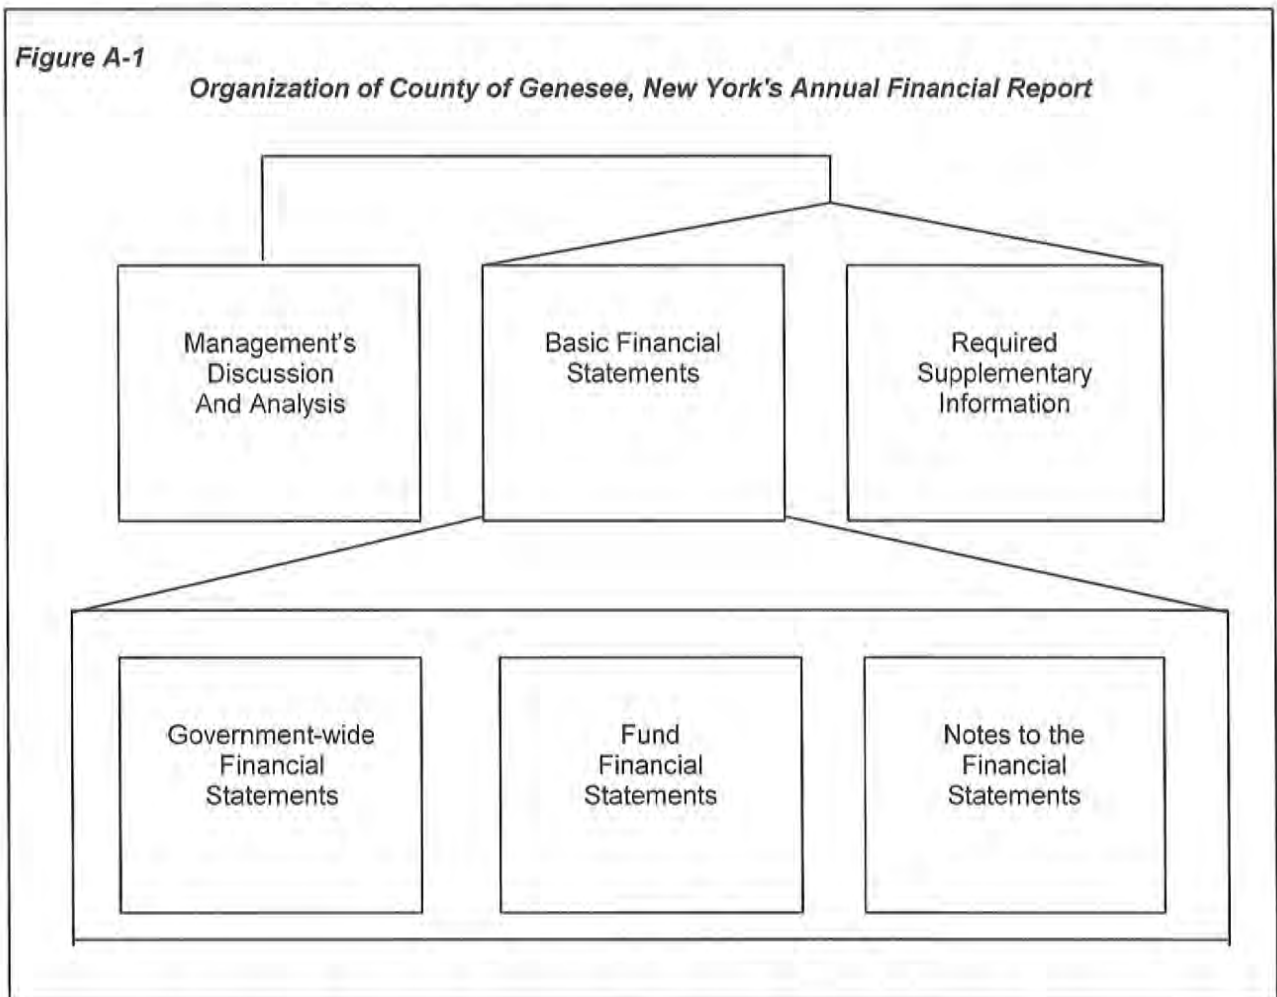 Figure A-1
Organization of County of Genesee, New York's Annual Financial Report
Management's
Discussion
And Analysis
Basic Financial
Statements
Required
Supplementary
Information
Government-wide
Financial
Statements
Fund
Financial
Statements
Notes to the
Financial
Statements